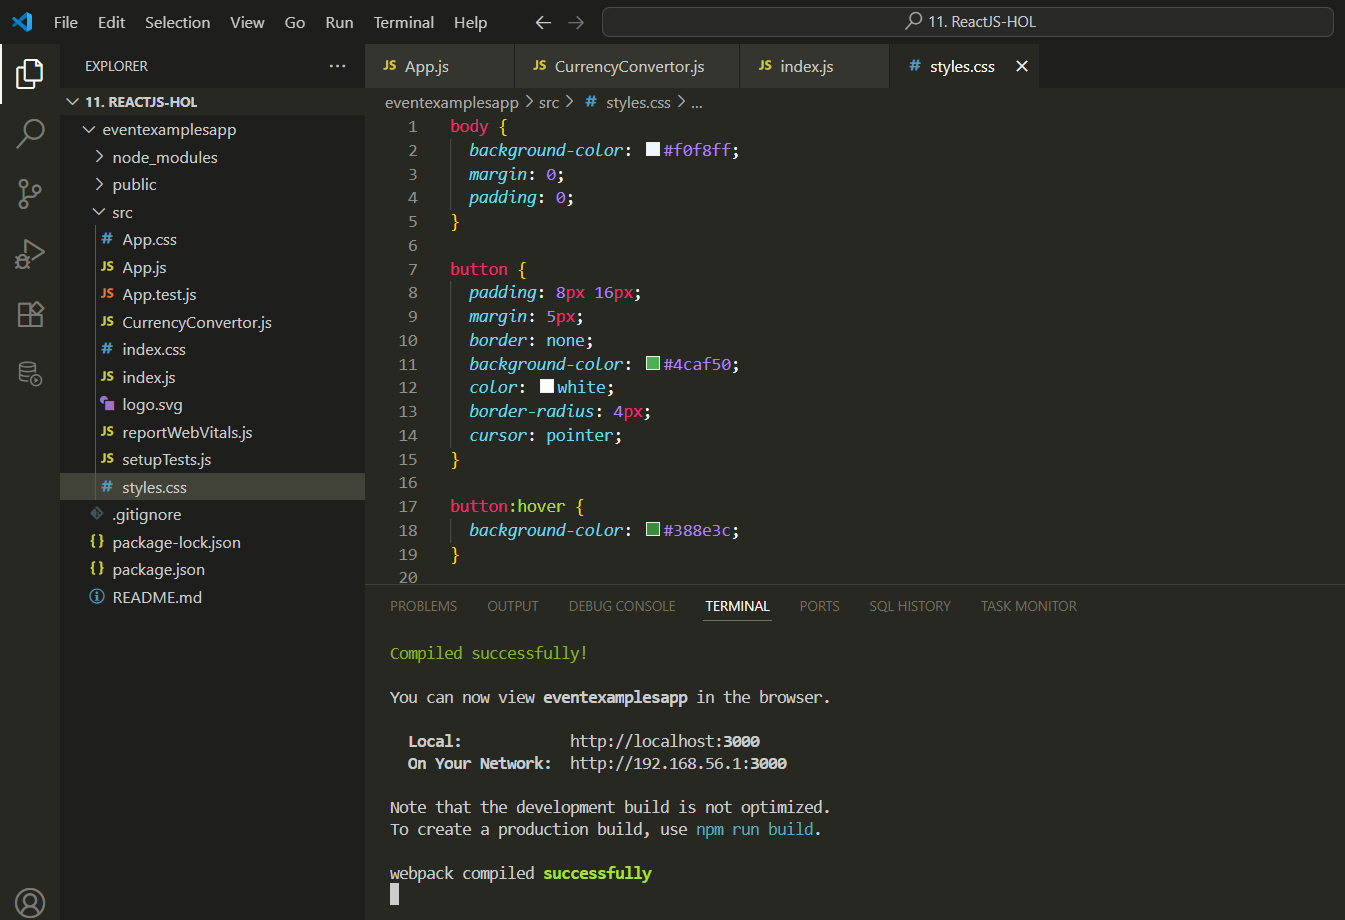 File Edit Selection View Go Run Terminal Help
11. ReactJS-HOL
EXPLORER
11. REACTJS-HOL
eventexamplesapp
node_modules
public
src
# App.css
JS App.js
JS App.test.js
JS CurrencyConvertor.js
# index.css
JS index.js
logo.svg
JS reportWebVitals.js
JS setupTests.js
# styles.css
.gitignore
{} package-lock.json
{} package.json
README.md
JS App.js JS CurrencyConvertor.js JS index.js # styles.css
eventexamplesapp > src > # styles.css > ...
1 body {
2 background-color: #f0f8ff;
3 margin: 0;
4 padding: 0;
5 }
6
7 button {
8 padding: 8px 16px;
9 margin: 5px;
10 border: none;
11 background-color: #4caf50;
12 color: white;
13 border-radius: 4px;
14 cursor: pointer;
15 }
16
17 button:hover {
18 background-color: #388e3c;
19 }
20
PROBLEMS OUTPUT DEBUG CONSOLE TERMINAL PORTS SQL HISTORY TASK MONITOR
Compiled successfully!
You can now view eventexamplesapp in the browser.
Local: http://localhost:3000
On Your Network: http://192.168.56.1:3000
Note that the development build is not optimized.
To create a production build, use npm run build.
webpack compiled successfully